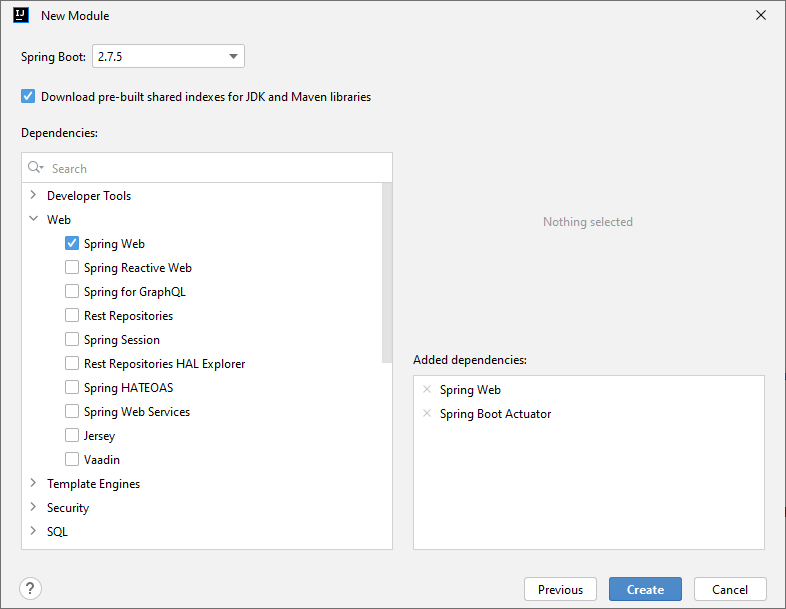 IJ
New Module
Spring Boot:
2.7.5
Download pre-built shared indexes for JDK and Maven libraries
Dependencies:
Search
Developer Tools
Web
Spring Web
Spring Reactive Web
Spring for GraphQL
Rest Repositories
Spring Session
Rest Repositories HAL Explorer
Spring HATEOAS
Spring Web Services
Jersey
Vaadin
Template Engines
Security
SQL
Nothing selected
Added dependencies:
Spring Web
Spring Boot Actuator
?
Previous
Create
Cancel